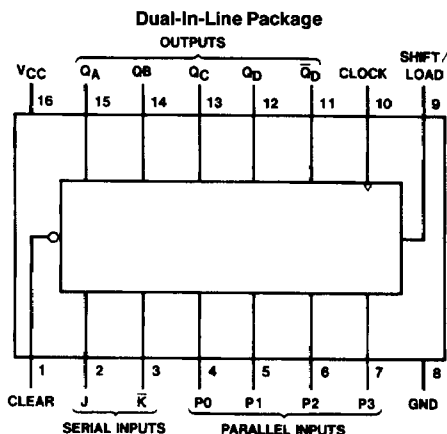 Dual-In-Line Package
OUTPUTS
VCC QA QB QC QD Q̅D CLOCK SHIFT/
LOAD
16 15 14 13 12 11 10 9
1 2 3 4 5 6 7 8
CLEAR J K̅ P0 P1 P2 P3 GND
SERIAL INPUTS PARALLEL INPUTS